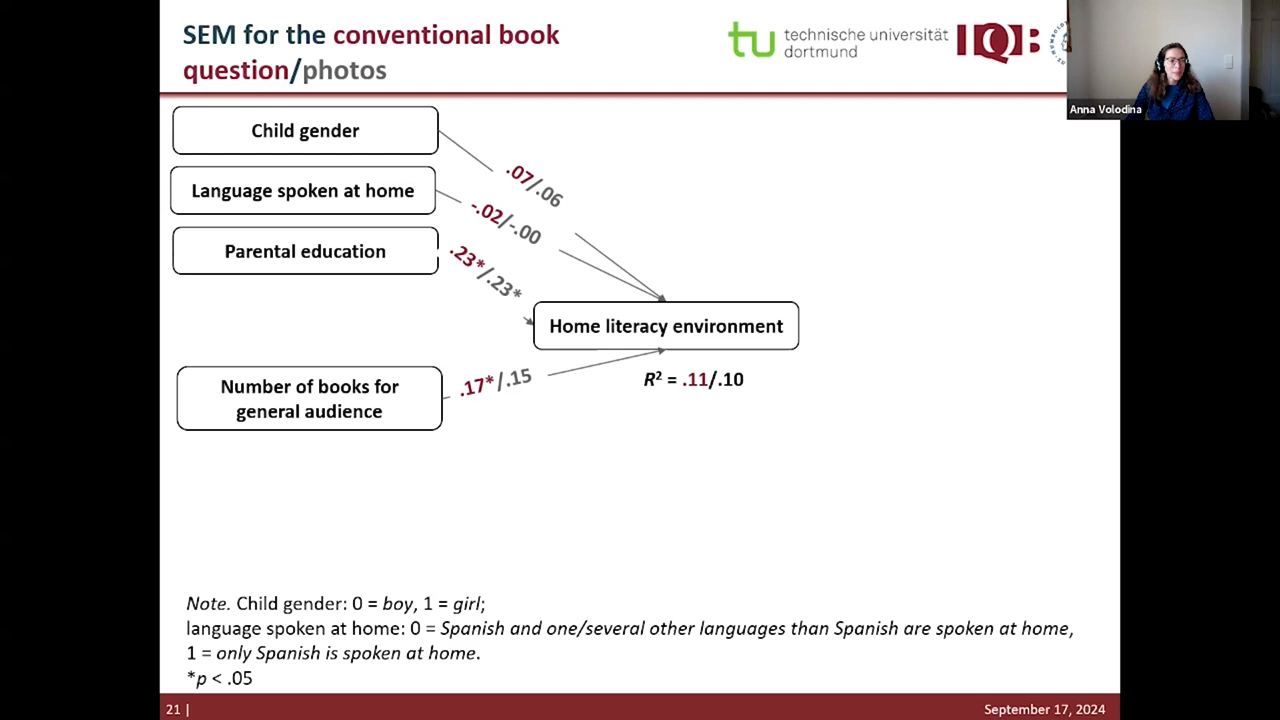 SEM for the conventional book
question/photos
tu technische universität
dortmund
IQB
Anna Volodina
Child gender
Language spoken at home
Parental education
.07/.06
-.02/-.00
.23*/.23*
Home literacy environment
R² = .11/.10
Number of books for
general audience
.17*/.15
Note. Child gender: 0 = boy, 1 = girl;
language spoken at home: 0 = Spanish and one/several other languages than Spanish are spoken at home,
1 = only Spanish is spoken at home.
*p < .05
21 |
September 17, 2024